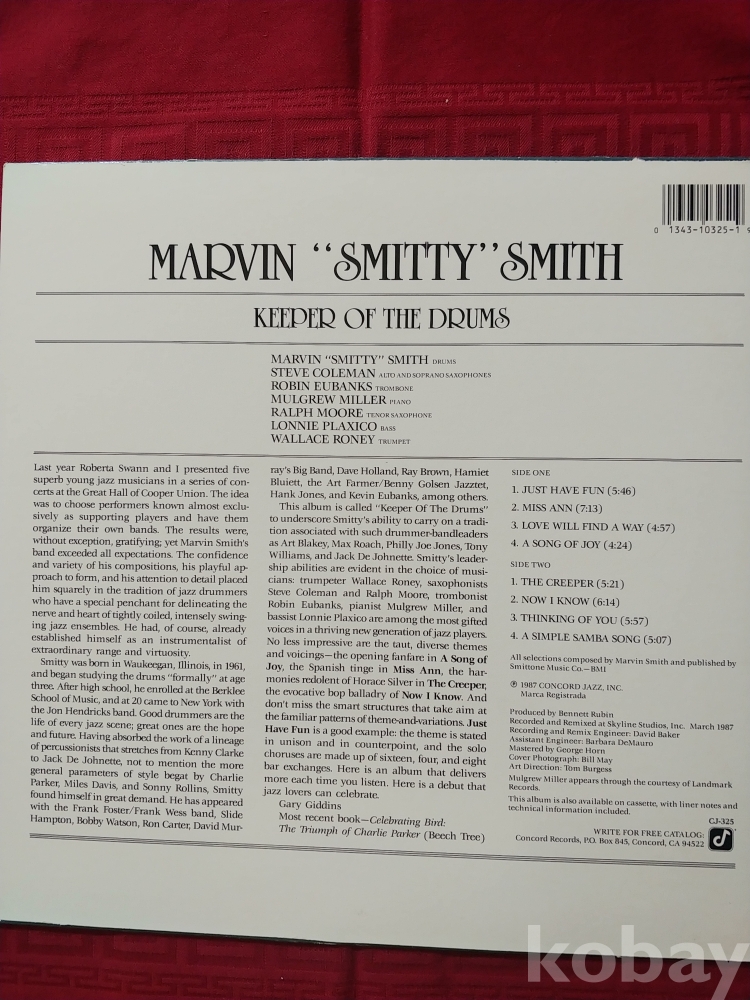 0 1343-10325-1 9
MARVIN “SMITTY” SMITH
KEEPER OF THE DRUMS
MARVIN “SMITTY” SMITH DRUMS
STEVE COLEMAN ALTO AND SOPRANO SAXOPHONES
ROBIN EUBANKS TROMBONE
MULGREW MILLER PIANO
RALPH MOORE TENOR SAXOPHONE
LONNIE PLAXICO BASS
WALLACE RONEY TRUMPET
Last year Roberta Swann and I presented five
superb young jazz musicians in a series of con-
certs at the Great Hall of Cooper Union. The idea
was to choose performers known almost exclu-
sively as supporting players and have them
organize their own bands. The results were,
without exception, gratifying; yet Marvin Smith's
band exceeded all expectations. The confidence
and variety of his compositions, his playful ap-
proach to form, and his attention to detail placed
him squarely in the tradition of jazz drummers
who have a special penchant for delineating the
nerve and heart of tightly coiled, intensely swing-
ing jazz ensembles. He had, of course, already
established himself as an instrumentalist of
extraordinary range and virtuosity.
Smitty was born in Waukeegan, Illinois, in 1961,
and began studying the drums “formally” at age
three. After high school, he enrolled at the Berklee
School of Music, and at 20 came to New York with
the Jon Hendricks band. Good drummers are the
life of every jazz scene; great ones are the hope
and future. Having absorbed the work of a lineage
of percussionists that stretches from Kenny Clarke
to Jack De Johnette, not to mention the more
general parameters of style begat by Charlie
Parker, Miles Davis, and Sonny Rollins, Smitty
found himself in great demand. He has appeared
with the Frank Foster/Frank Wess band, Slide
Hampton, Bobby Watson, Ron Carter, David Mur-
ray's Big Band, Dave Holland, Ray Brown, Hamiet
Bluiett, the Art Farmer/Benny Golsen Jazztet,
Hank Jones, and Kevin Eubanks, among others.
This album is called “Keeper Of The Drums”
to underscore Smitty's ability to carry on a tradi-
tion associated with such drummer-bandleaders
as Art Blakey, Max Roach, Philly Joe Jones, Tony
Williams, and Jack De Johnette. Smitty's leader-
ship abilities are evident in the choice of musi-
cians: trumpeter Wallace Roney, saxophonists
Steve Coleman and Ralph Moore, trombonist
Robin Eubanks, pianist Mulgrew Miller, and
bassist Lonnie Plaxico are among the most gifted
voices in a thriving new generation of jazz players.
No less impressive are the taut, diverse themes
and voicings—the opening fanfare in A Song of
Joy, the Spanish tinge in Miss Ann, the har-
monies redolent of Horace Silver in The Creeper,
the evocative bop balladry of Now I Know. And
don't miss the smart structures that take aim at
the familiar patterns of theme-and-variations. Just
Have Fun is a good example: the theme is stated
in unison and in counterpoint, and the solo
choruses are made up of sixteen, four, and eight
bar exchanges. Here is an album that delivers
more each time you listen. Here is a debut that
jazz lovers can celebrate.
Gary Giddins
Most recent book—Celebrating Bird:
The Triumph of Charlie Parker (Beech Tree)
SIDE ONE
1. JUST HAVE FUN (5:46)
2. MISS ANN (7:13)
3. LOVE WILL FIND A WAY (4:57)
4. A SONG OF JOY (4:24)
SIDE TWO
1. THE CREEPER (5:21)
2. NOW I KNOW (6:14)
3. THINKING OF YOU (5:57)
4. A SIMPLE SAMBA SONG (5:07)
All selections composed by Marvin Smith and published by
Smittone Music Co.—BMI
℗ 1987 CONCORD JAZZ, INC.
Marca Registrada
Produced by Bennett Rubin
Recorded and Remixed at Skyline Studios, Inc. March 1987
Recording and Remix Engineer: David Baker
Assistant Engineer: Barbara DeMauro
Mastered by George Horn
Cover Photograph: Bill May
Art Direction: Tom Burgess
Mulgrew Miller appears through the courtesy of Landmark
Records.
This album is also available on cassette, with liner notes and
technical information included.
CJ-325
WRITE FOR FREE CATALOG:
Concord Records, P.O. Box 845, Concord, CA 94522
kobay